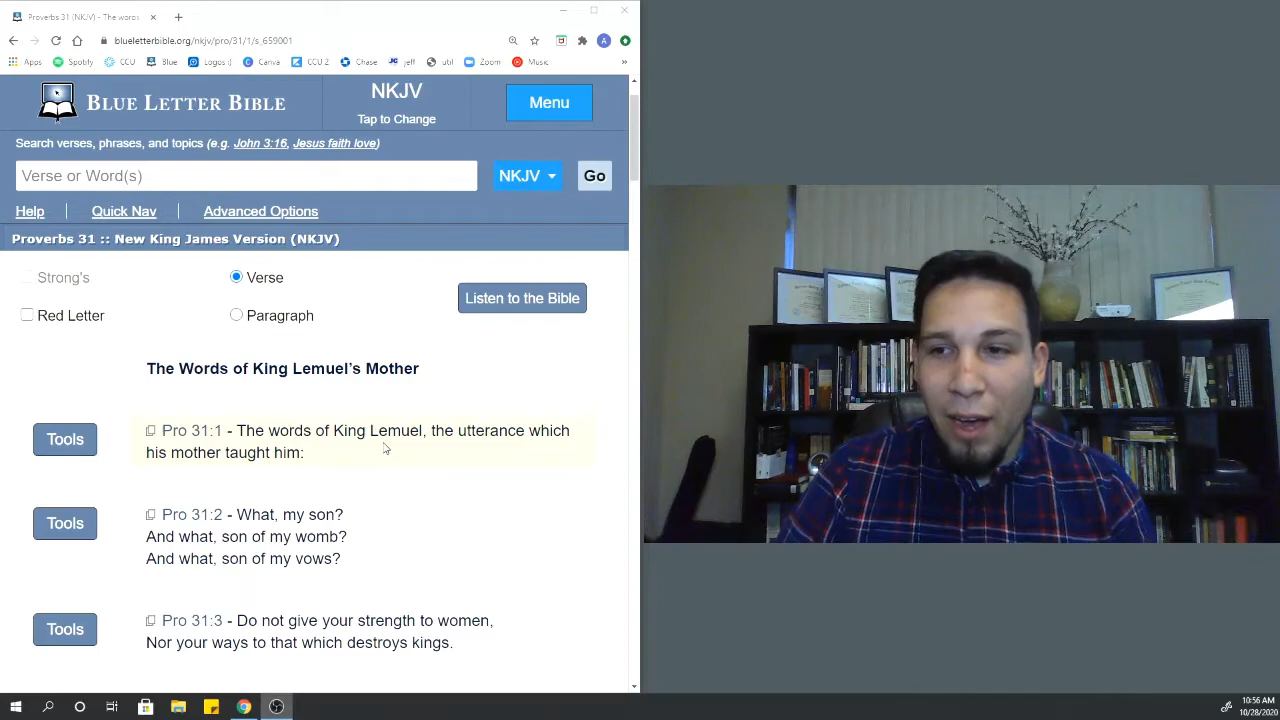 Proverbs 31 (NKJV) - The words
blueletterbible.org/nkjv/pro/31/1/s_659001
Apps Spotify CCU Blue Logos :) Canva CCU 2 Chase jeff util Zoom Music
BLUE LETTER BIBLE
NKJV
Tap to Change
Menu
Search verses, phrases, and topics (e.g. John 3:16, Jesus faith love)
Verse or Word(s) NKJV Go
Help Quick Nav Advanced Options
Proverbs 31 :: New King James Version (NKJV)
Strong's Verse
Listen to the Bible
Red Letter Paragraph
The Words of King Lemuel's Mother
Tools
Pro 31:1 - The words of King Lemuel, the utterance which
his mother taught him:
Tools
Pro 31:2 - What, my son?
And what, son of my womb?
And what, son of my vows?
Tools
Pro 31:3 - Do not give your strength to women,
Nor your ways to that which destroys kings.
10:56 AM
10/28/2020